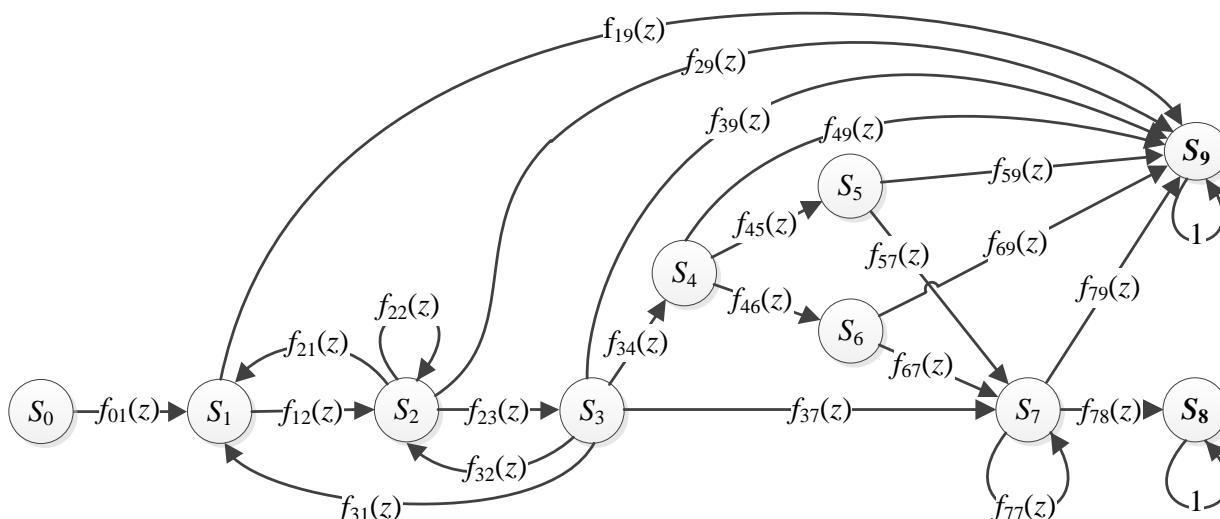 f₁₉(z)
f₂₉(z)
f₃₉(z)
f₄₉(z)
S₉
S₅
f₅₉(z)
1
f₄₅(z)
f₅₇(z)
f₆₉(z)
S₄
f₄₆(z)
f₇₉(z)
f₂₂(z)
S₆
f₂₁(z)
f₃₄(z)
f₆₇(z)
S₀ f₀₁(z) S₁ f₁₂(z) S₂ f₂₃(z) S₃ f₃₇(z) S₇ f₇₈(z) S₈
f₃₂(z)
f₃₁(z)
f₇₇(z)
1